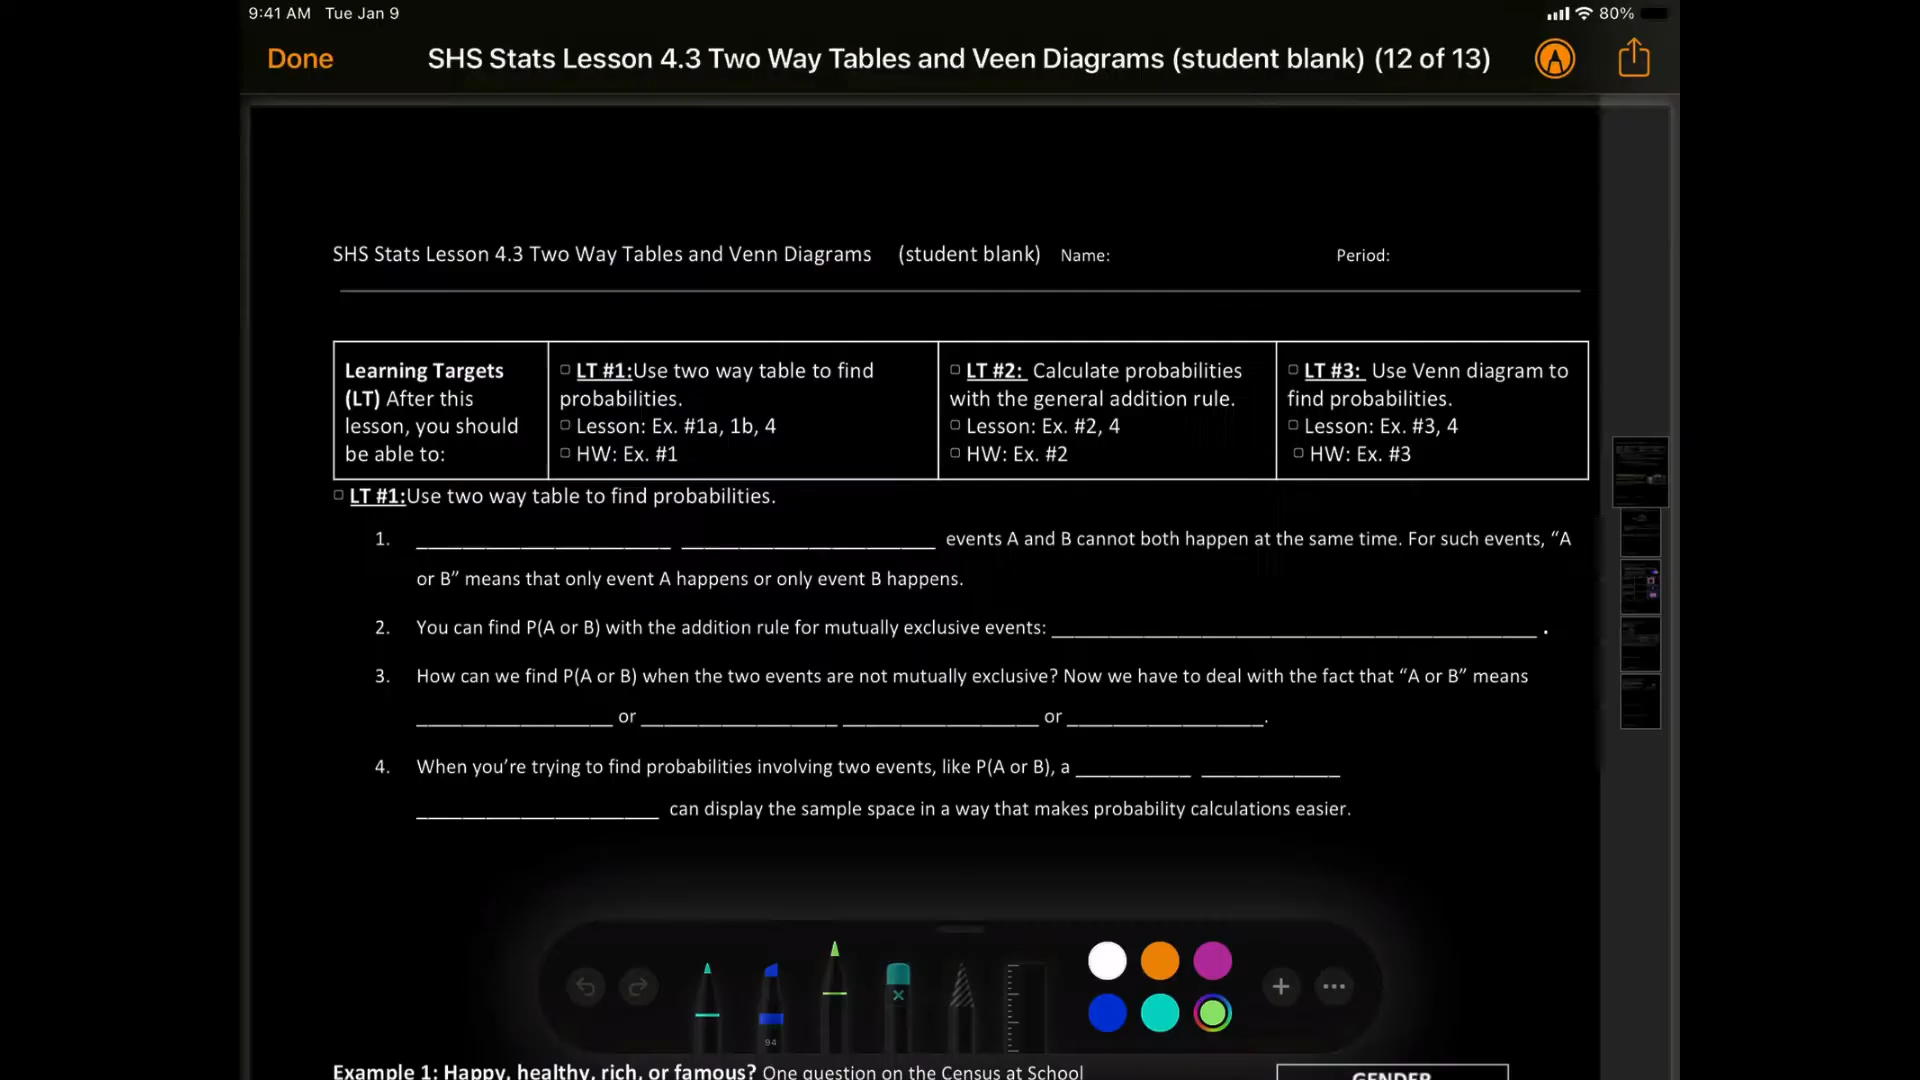 9:41 AM Tue Jan 9
80%
Done
SHS Stats Lesson 4.3 Two Way Tables and Veen Diagrams (student blank) (12 of 13)
SHS Stats Lesson 4.3 Two Way Tables and Venn Diagrams (student blank) Name: Period:
Learning Targets
(LT) After this
lesson, you should
be able to:
LT #1:Use two way table to find
probabilities.
Lesson: Ex. #1a, 1b, 4
HW: Ex. #1
LT #2: Calculate probabilities
with the general addition rule.
Lesson: Ex. #2, 4
HW: Ex. #2
LT #3: Use Venn diagram to
find probabilities.
Lesson: Ex. #3, 4
HW: Ex. #3
LT #1:Use two way table to find probabilities.
1. ______________________ ______________________ events A and B cannot both happen at the same time. For such events, “A
or B” means that only event A happens or only event B happens.
2. You can find P(A or B) with the addition rule for mutually exclusive events: __________________________________________ .
3. How can we find P(A or B) when the two events are not mutually exclusive? Now we have to deal with the fact that “A or B” means
_________________ or _________________ _________________ or _________________.
4. When you’re trying to find probabilities involving two events, like P(A or B), a __________ ____________
_____________________ can display the sample space in a way that makes probability calculations easier.
94
Example 1: Happy, healthy, rich, or famous? One question on the Census at School
GENDER